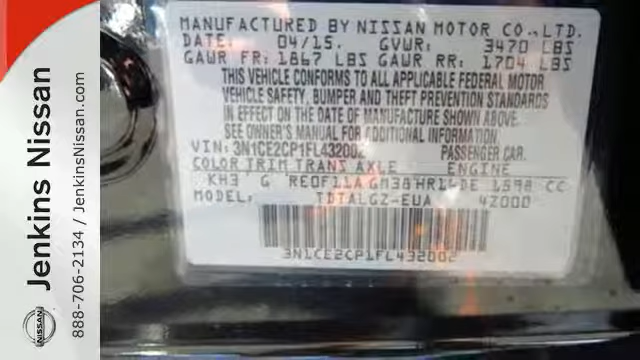 MANUFACTURED BY NISSAN MOTOR CO., LTD.
DATE: 04/15. GVWR: 3470 LBS
GAWR FR: 1867 LBS GAWR RR: 1704 LBS
THIS VEHICLE CONFORMS TO ALL APPLICABLE FEDERAL MOTOR
VEHICLE SAFETY, BUMPER AND THEFT PREVENTION STANDARDS
IN EFFECT ON THE DATE OF MANUFACTURE SHOWN ABOVE.
SEE OWNER'S MANUAL FOR ADDITIONAL INFORMATION.
VIN: 3N1CE2CP1FL432002 PASSENGER CAR.
COLOR TRIM TRANS AXLE ENGINE
KH3 G RE0F11A GM38 HR16DE 1598 CC
MODEL: TDTALGZ-EUA 4Z000
3N1CE2CP1FL432002
Jenkins Nissan
888-706-2134 / JenkinsNissan.com
NISSAN